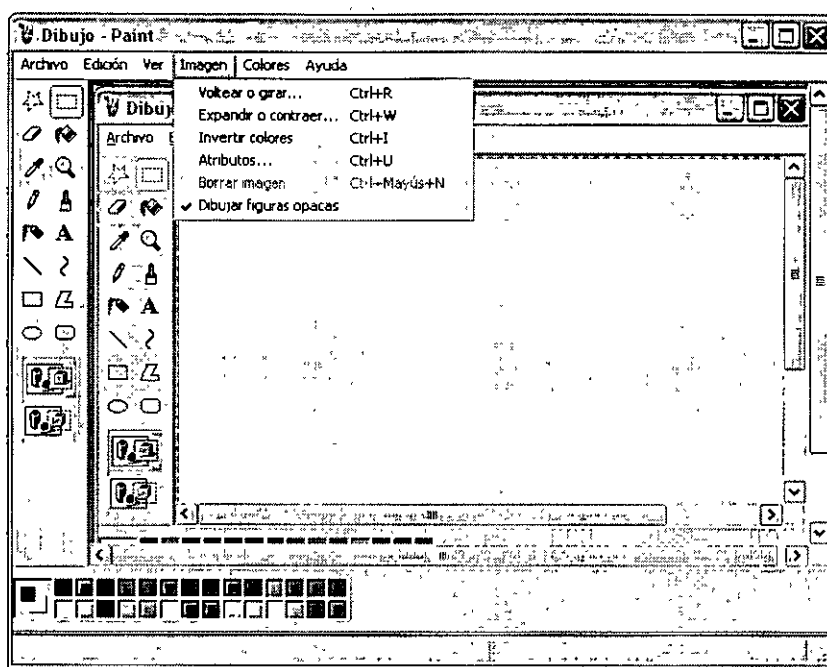 Dibujo - Paint
Archivo Edición Ver Imagen Colores Ayuda
Voltear o girar... Ctrl+R
Expandir o contraer... Ctrl+W
Invertir colores Ctrl+I
Atributos... Ctrl+U
Borrar imagen Ctrl+Mayús+N
Dibujar figuras opacas
Dibuj
Archivo E
A
A